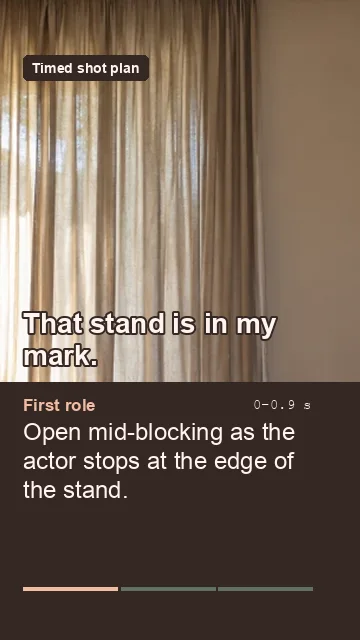 Timed shot plan
That stand is in my
mark.
First role 0–0.9 s
Open mid-blocking as the
actor stops at the edge of
the stand.